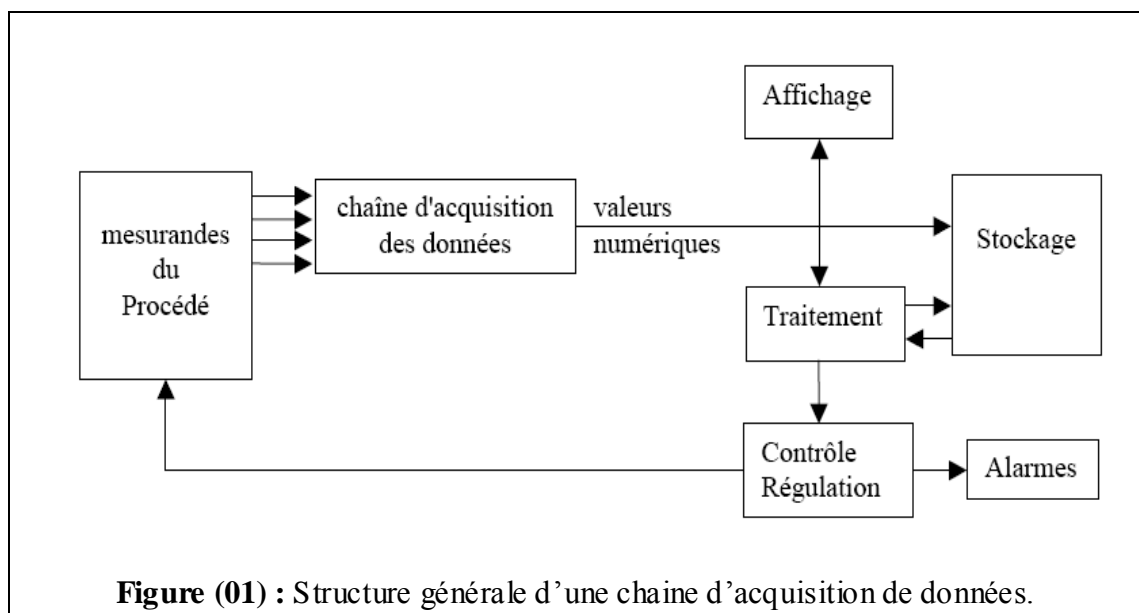 Affichage
mesurandes
du
Procédé
chaîne d'acquisition
des données
valeurs
numériques
Stockage
Traitement
Contrôle
Régulation
Alarmes
Figure (01) : Structure générale d’une chaine d’acquisition de données.